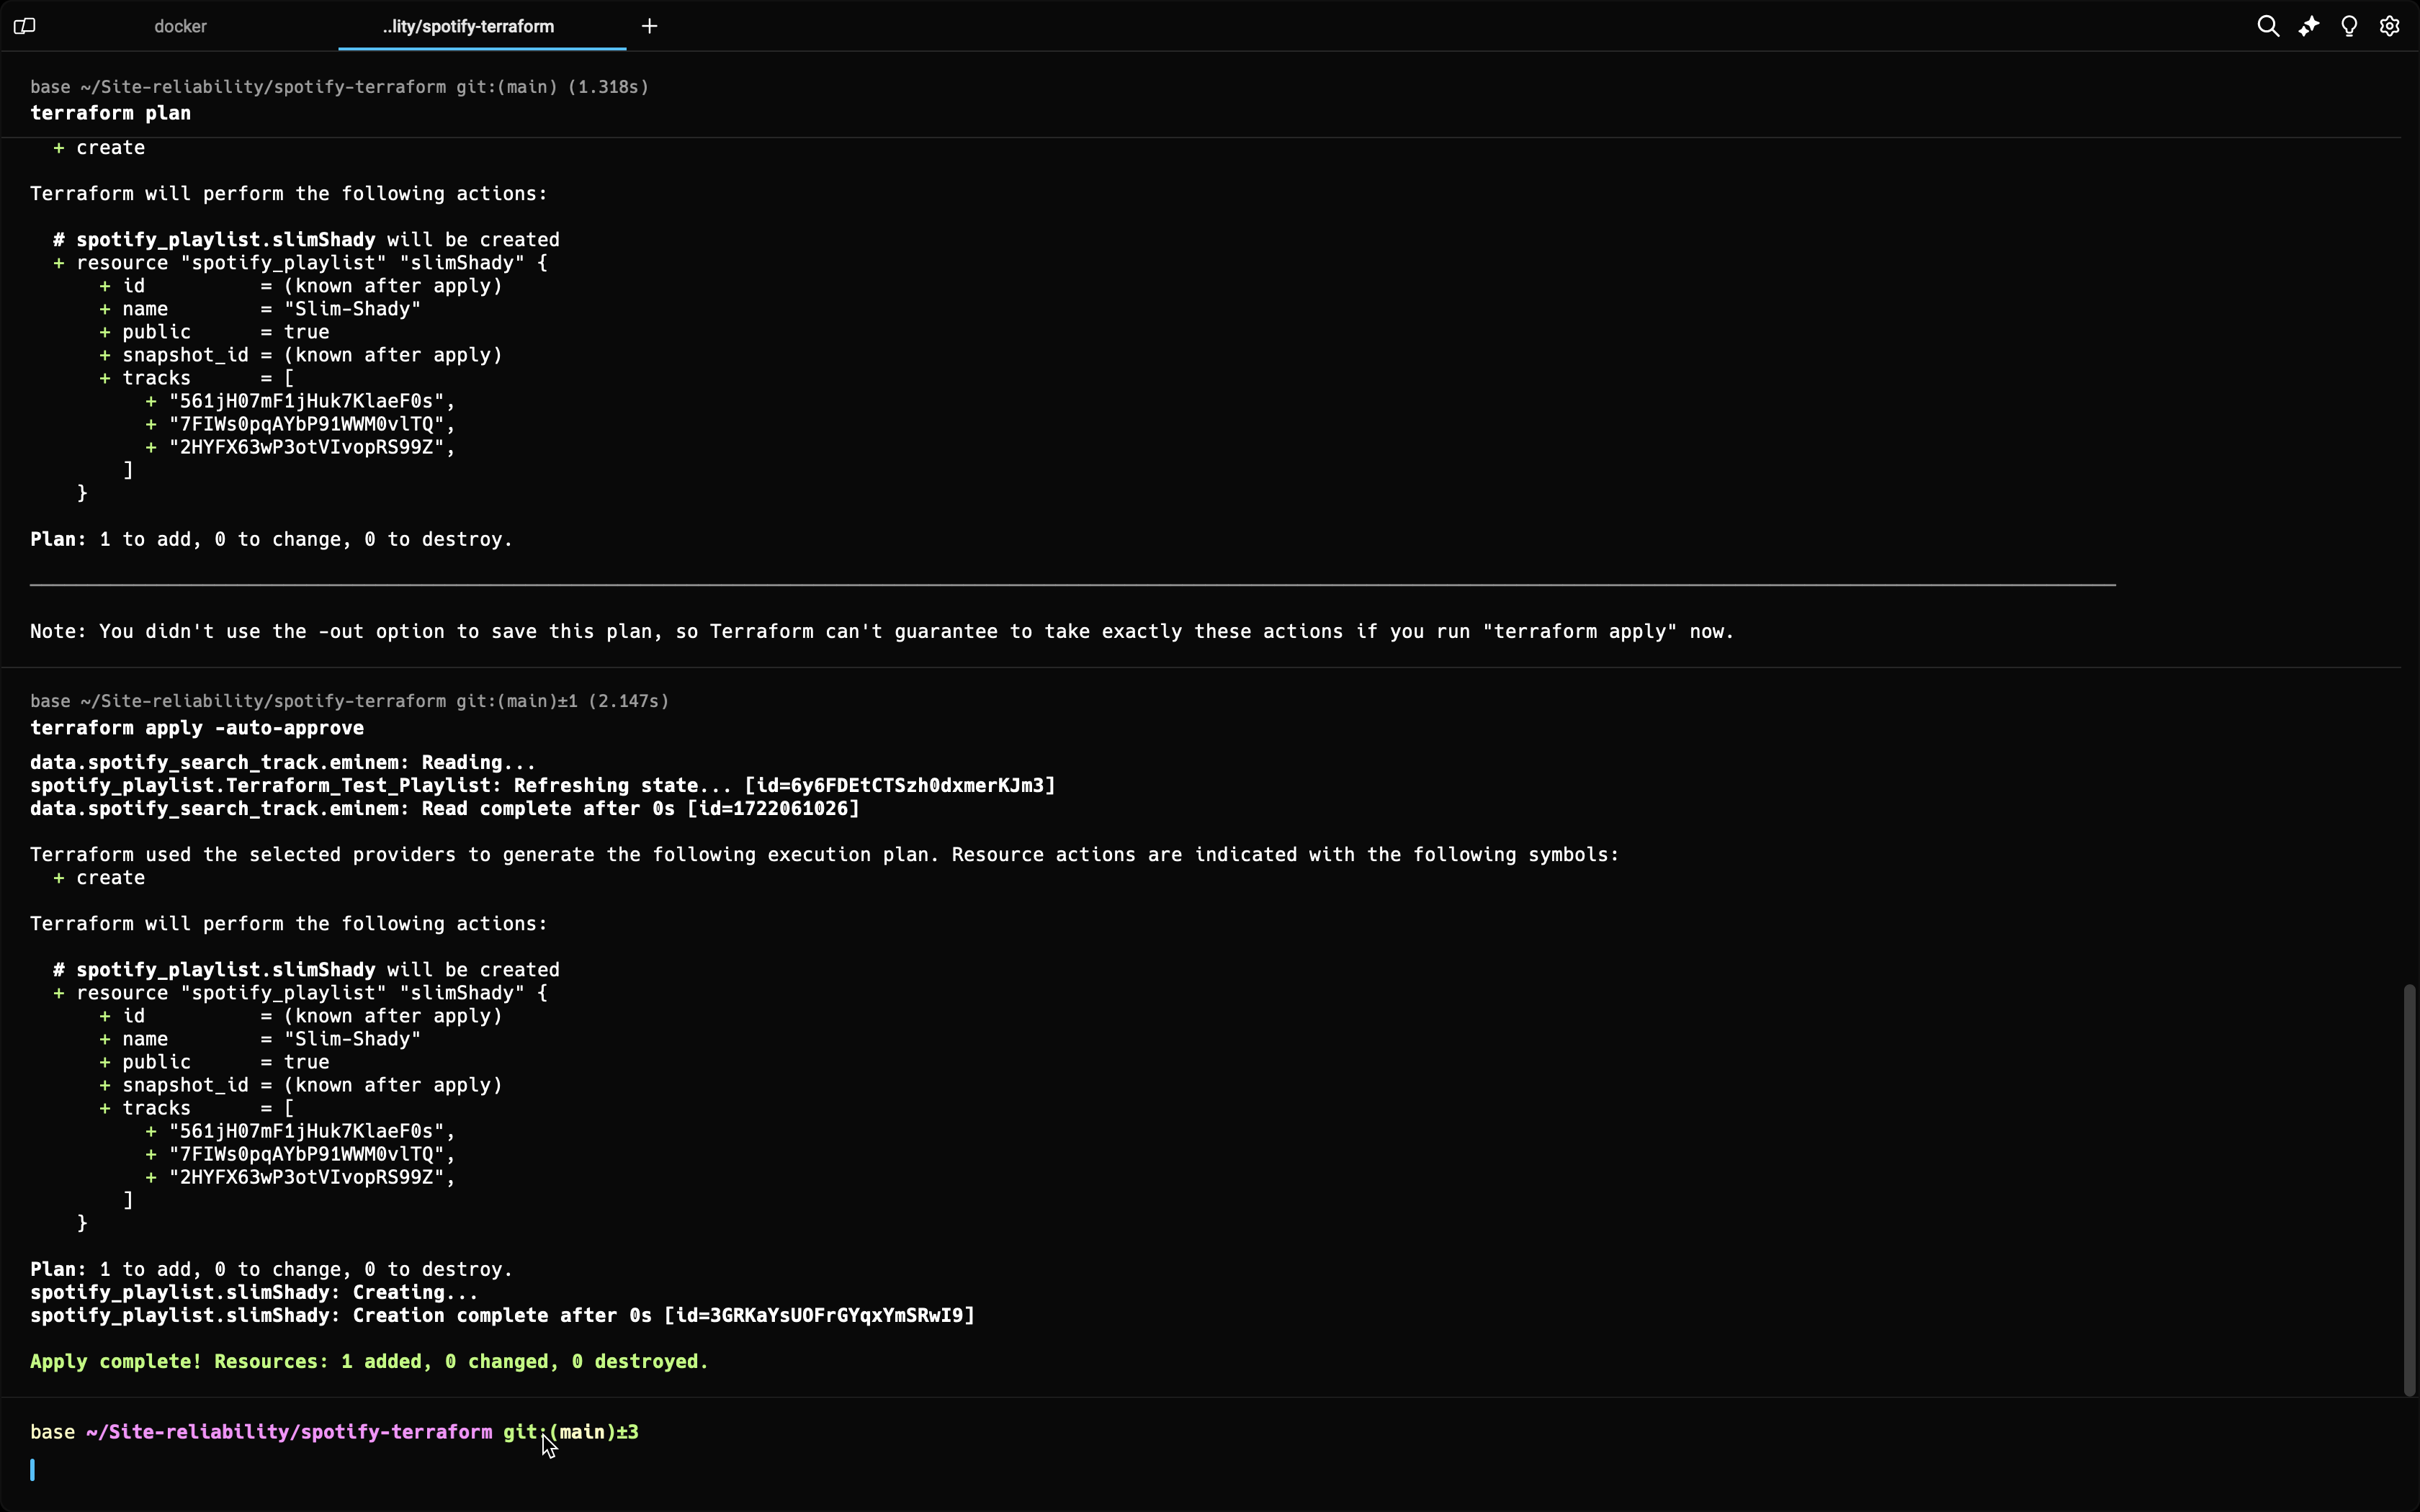 docker
..lity/spotify-terraform
base ~/Site-reliability/spotify-terraform git:(main) (1.318s)
terraform plan
+ create
Terraform will perform the following actions:
# spotify_playlist.slimShady will be created
+ resource "spotify_playlist" "slimShady" {
+ id = (known after apply)
+ name = "Slim-Shady"
+ public = true
+ snapshot_id = (known after apply)
+ tracks = [
+ "561jH07mF1jHuk7KlaeF0s",
+ "7FIWs0pqAYbP91WWM0vlTQ",
+ "2HYFX63wP3otVIvopRS99Z",
]
}
Plan: 1 to add, 0 to change, 0 to destroy.
Note: You didn't use the -out option to save this plan, so Terraform can't guarantee to take exactly these actions if you run "terraform apply" now.
base ~/Site-reliability/spotify-terraform git:(main)±1 (2.147s)
terraform apply -auto-approve
data.spotify_search_track.eminem: Reading...
spotify_playlist.Terraform_Test_Playlist: Refreshing state... [id=6y6FDEtCTSzh0dxmerKJm3]
data.spotify_search_track.eminem: Read complete after 0s [id=1722061026]
Terraform used the selected providers to generate the following execution plan. Resource actions are indicated with the following symbols:
+ create
Terraform will perform the following actions:
# spotify_playlist.slimShady will be created
+ resource "spotify_playlist" "slimShady" {
+ id = (known after apply)
+ name = "Slim-Shady"
+ public = true
+ snapshot_id = (known after apply)
+ tracks = [
+ "561jH07mF1jHuk7KlaeF0s",
+ "7FIWs0pqAYbP91WWM0vlTQ",
+ "2HYFX63wP3otVIvopRS99Z",
]
}
Plan: 1 to add, 0 to change, 0 to destroy.
spotify_playlist.slimShady: Creating...
spotify_playlist.slimShady: Creation complete after 0s [id=3GRKaYsUOFrGYqxYmSRwI9]
Apply complete! Resources: 1 added, 0 changed, 0 destroyed.
base ~/Site-reliability/spotify-terraform git:(main)±3